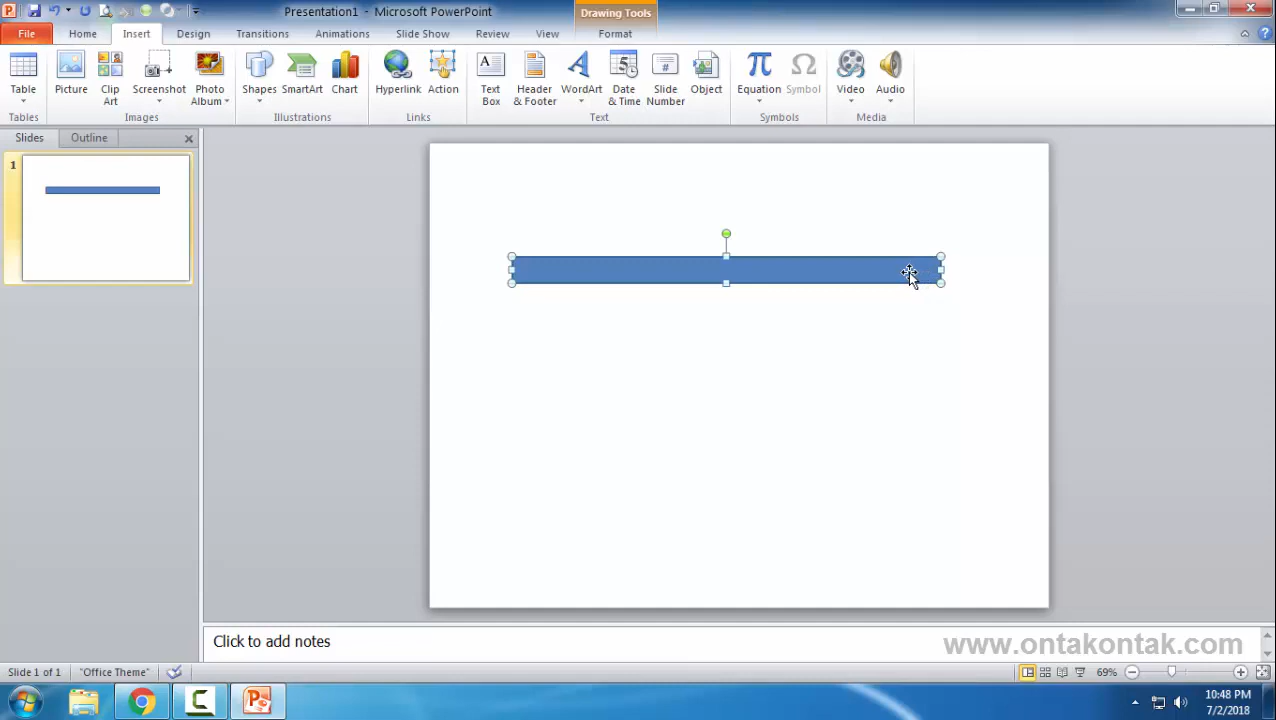 Presentation1 - Microsoft PowerPoint
Drawing Tools
File Home Insert Design Transitions Animations Slide Show Review View Format
Table Picture Clip Art Screenshot Photo Album Shapes SmartArt Chart Hyperlink Action Text Box Header & Footer WordArt Date & Time Slide Number Object Equation Symbol Video Audio
Tables Images Illustrations Links Text Symbols Media
Slides Outline
1
Click to add notes
www.ontakontak.com
Slide 1 of 1 "Office Theme" 69%
10:48 PM
7/2/2018